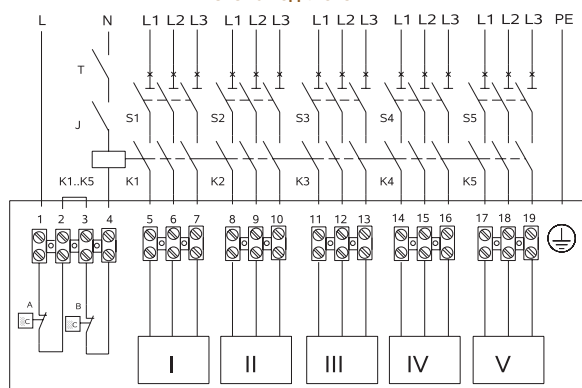 L N L1 L2 L3 L1 L2 L3 L1 L2 L3 L1 L2 L3 L1 L2 L3 PE
T
S1 S2 S3 S4 S5
J
K1..K5 K1 K2 K3 K4 K5
1 2 3 4 5 6 7 8 9 10 11 12 13 14 15 16 17 18 19
A B
C C
I II III IV V